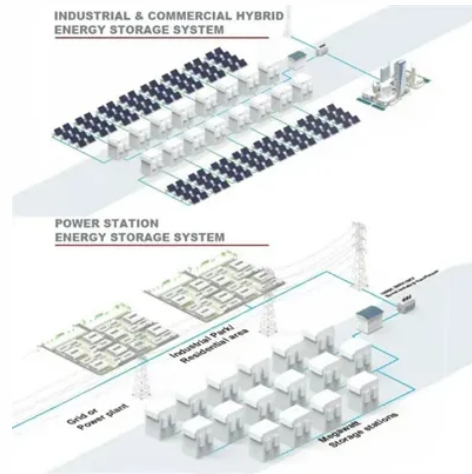 INDUSTRIAL & COMMERCIAL HYBRID
ENERGY STORAGE SYSTEM
POWER STATION
ENERGY STORAGE SYSTEM
Industrial Park/
Residential area
Grid or
Power plant
Megawatt
Storage stations